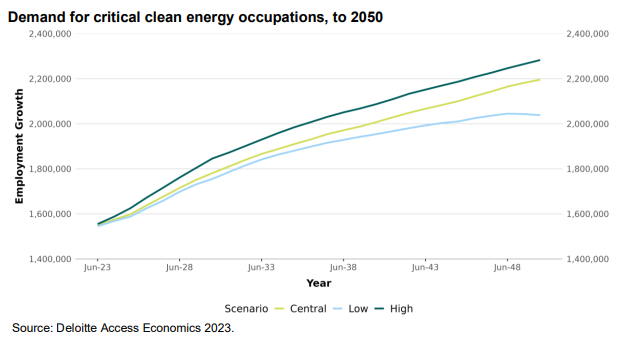 Demand for critical clean energy occupations, to 2050
2,400,000 2,400,000
2,200,000 2,200,000
2,000,000 2,000,000
1,800,000 1,800,000
1,600,000 1,600,000
1,400,000 1,400,000
Employment Growth
Jun-23 Jun-28 Jun-33 Jun-38 Jun-43 Jun-48
Year
Scenario Central Low High
Source: Deloitte Access Economics 2023.